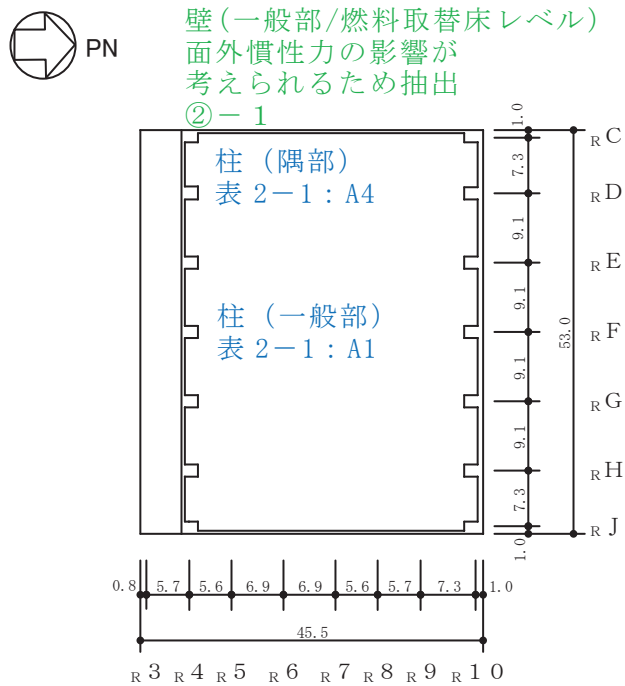 PN
壁(一般部/燃料取替床レベル)
面外慣性力の影響が
考えられるため抽出
②－1
柱（隅部）
表 2－1：A4
柱（一般部）
表 2－1：A1
1.0
7.3
9.1
9.1
9.1
9.1
7.3
1.0
53.0
RC
RD
RE
RF
RG
RH
RJ
0.8 5.7 5.6 6.9 6.9 5.6 5.7 7.3 1.0
45.5
R3 R4 R5 R6 R7 R8 R9 R10